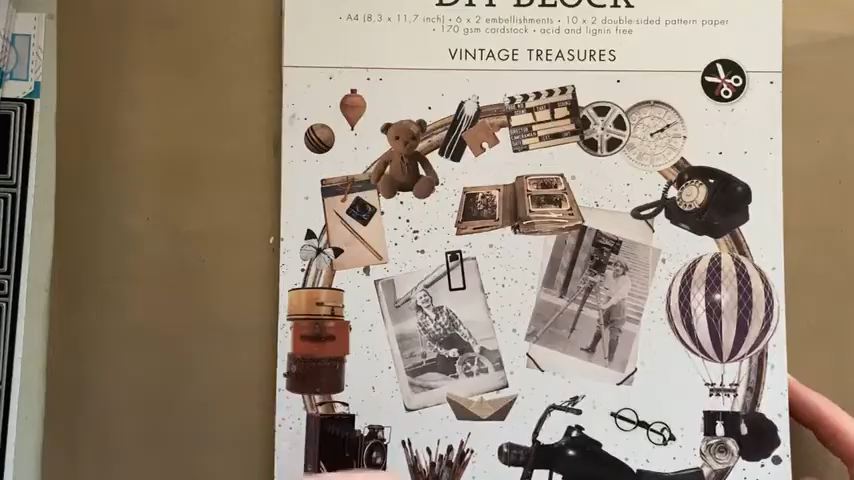 DIY BLOCK
• A4 (8,3 x 11,7 inch) • 6 x 2 embellishments • 10 x 2 double sided pattern paper
• 170 gsm cardstock • acid and lignin free
VINTAGE TREASURES